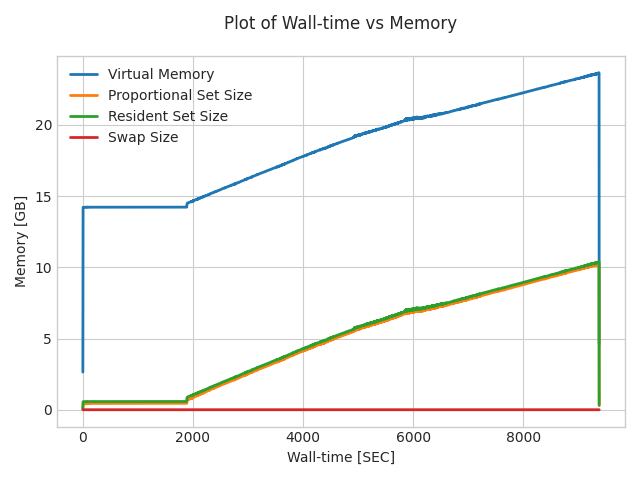 Plot of Wall-time vs Memory
Virtual Memory
Proportional Set Size
Resident Set Size
Swap Size
Memory [GB]
20
15
10
5
0
0 2000 4000 6000 8000
Wall-time [SEC]